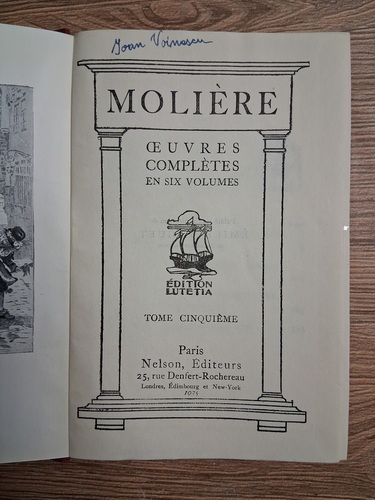 Ioan Voinescu
MOLIÈRE
ŒUVRES
COMPLÈTES
EN SIX VOLUMES
ÉDITION
LUTETIA
TOME CINQUIÈME
Paris
Nelson, Éditeurs
25, rue Denfert-Rochereau
Londres, Édimbourg et New-York